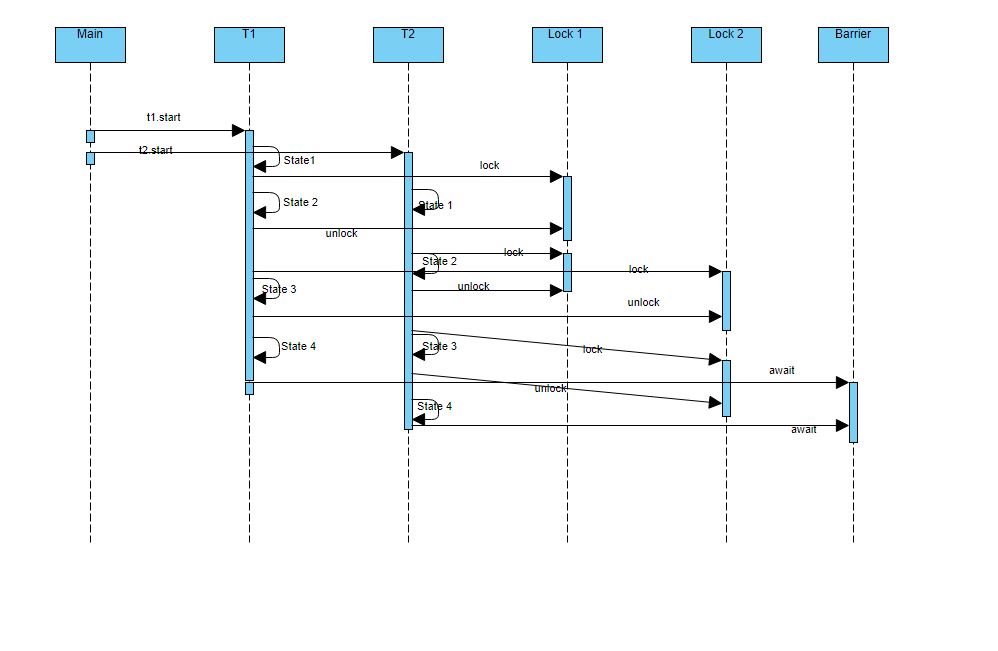 Main
T1
T2
Lock 1
Lock 2
Barrier
t1.start
t2.start
State1
lock
State 2
State 1
unlock
lock
State 2
lock
State 3
unlock
unlock
State 4
State 3
lock
await
unlock
State 4
await